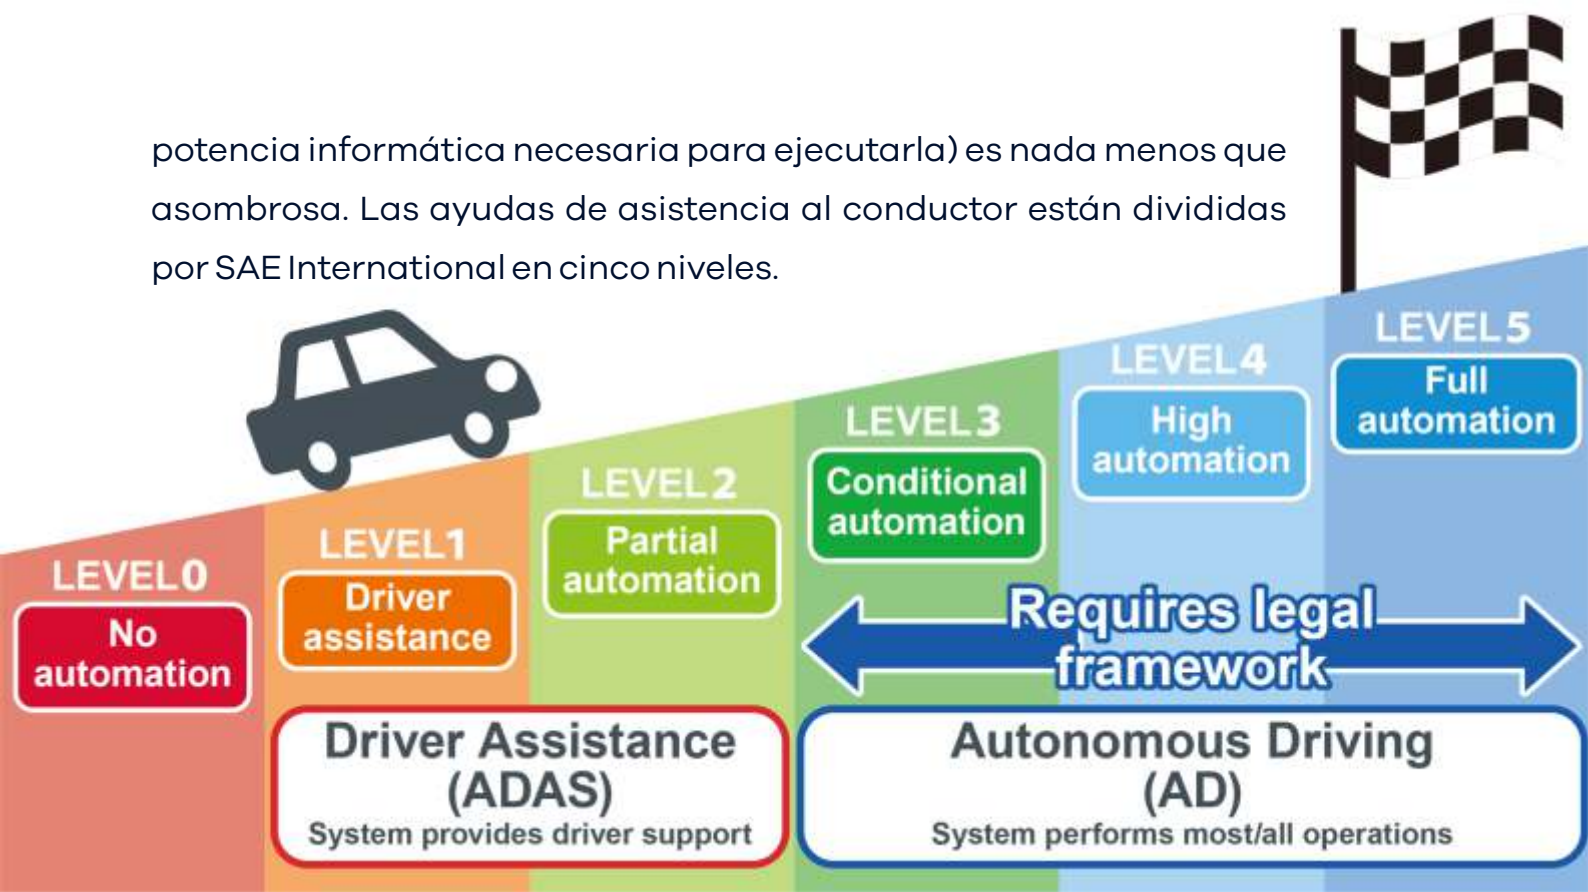 potencia informática necesaria para ejecutarla) es nada menos que
asombrosa. Las ayudas de asistencia al conductor están divididas
por SAE International en cinco niveles.
LEVEL 0
No
automation
LEVEL 1
Driver
assistance
LEVEL 2
Partial
automation
LEVEL 3
Conditional
automation
LEVEL 4
High
automation
LEVEL 5
Full
automation
Requires legal
framework
Driver Assistance
(ADAS)
System provides driver support
Autonomous Driving
(AD)
System performs most/all operations